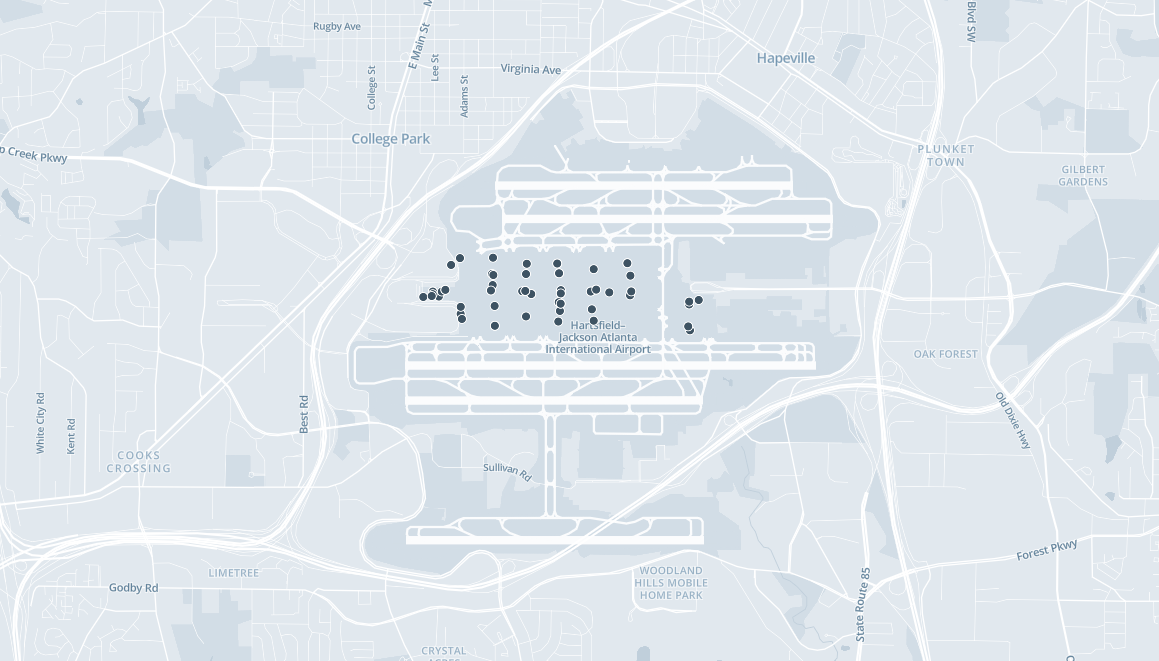 Rugby Ave
E Main St
Lee St
College St
Adams St
Virginia Ave
Hapeville
Blvd SW
College Park
p Creek Pkwy
PLUNKET
TOWN
GILBERT
GARDENS
Hartsfield–
Jackson Atlanta
International Airport
OAK FOREST
Old Dixie Hwy
White City Rd
Kent Rd
Best Rd
COOKS
CROSSING
Sullivan Rd
Forest Pkwy
LIMETREE
Godby Rd
WOODLAND
HILLS MOBILE
HOME PARK
State Route 85
CRYSTAL